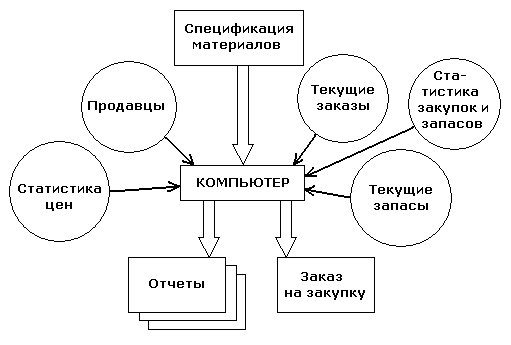 Спецификация
материалов
Продавцы
Текущие
заказы
Ста-
тистика
закупок и
запасов
Статистика
цен
КОМПЬЮТЕР
Текущие
запасы
Отчеты
Заказ
на закупку